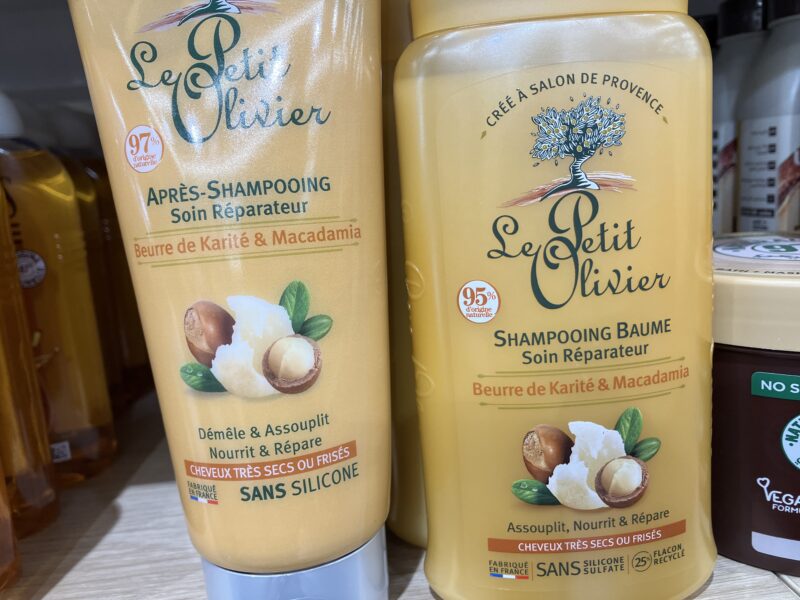 Le Petit
Olivier
97%
d'origine
naturelle
APRÈS-SHAMPOOING
Soin Réparateur
Beurre de Karité & Macadamia
Démêle & Assouplit
Nourrit & Répare
CHEVEUX TRÈS SECS OU FRISÉS
FABRIQUÉ
EN FRANCE
SANS SILICONE
CRÉÉ À SALON DE PROVENCE
Le Petit
Olivier
95%
d'origine
naturelle
SHAMPOOING BAUME
Soin Réparateur
Beurre de Karité & Macadamia
Assouplit, Nourrit & Répare
CHEVEUX TRÈS SECS OU FRISÉS
FABRIQUÉ
EN FRANCE
SANS SILICONE
SULFATE
25% FLACON
RECYCLÉ
NO S
VEGA
FORMU